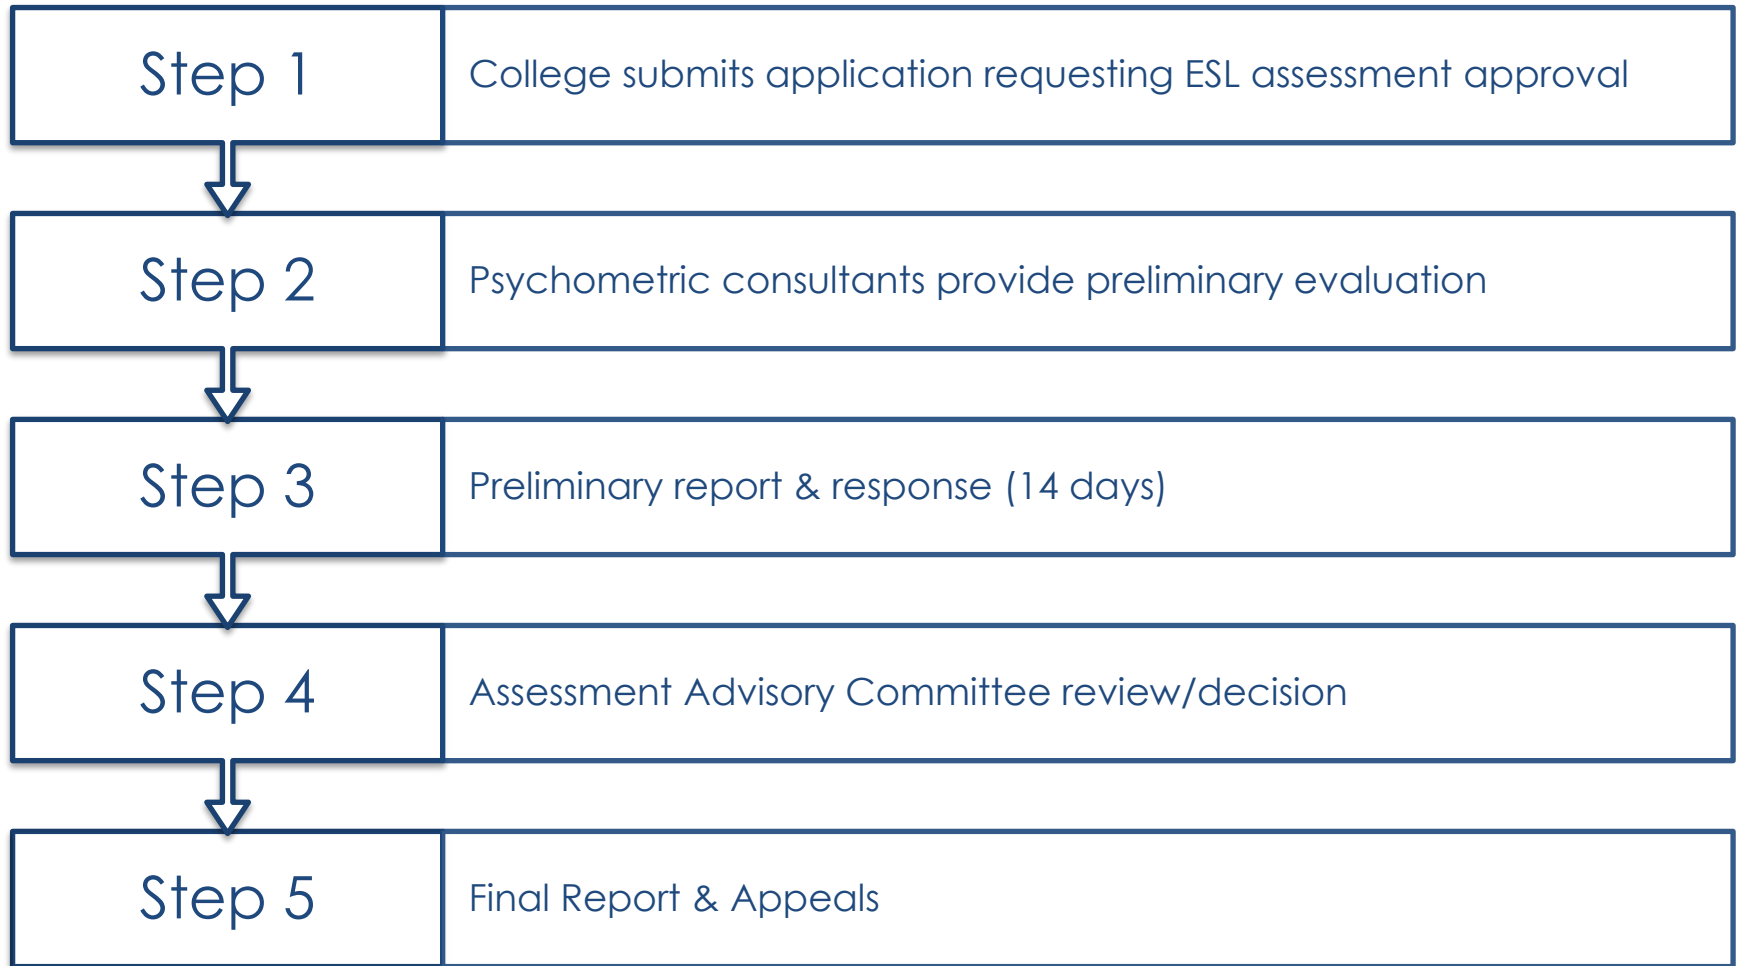 Step 1
College submits application requesting ESL assessment approval
Step 2
Psychometric consultants provide preliminary evaluation
Step 3
Preliminary report & response (14 days)
Step 4
Assessment Advisory Committee review/decision
Step 5
Final Report & Appeals